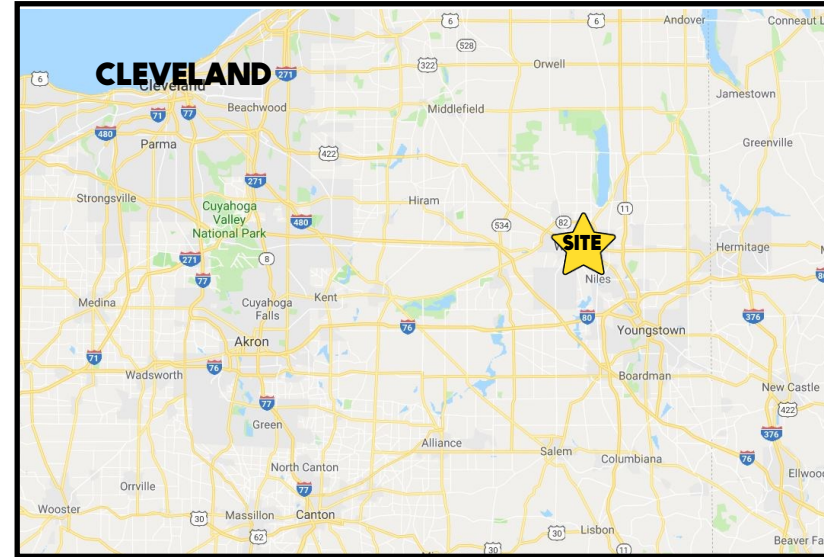 6
6
Andover
Conneaut L
528
CLEVELAND
Cleveland
271
322
Orwell
6
Jamestown
71
77
Beachwood
Middlefield
480
Parma
422
Greenville
271
Strongsville
Cuyahoga
Valley
National Park
Hiram
480
534
82
11
SITE
Hermitage
271
8
77
Niles
80
Medina
Cuyahoga
Falls
Kent
80
376
76
Youngstown
Akron
71
76
Wadsworth
Boardman
New Castle
77
422
Green
376
Alliance
Salem
Columbiana
76
North Canton
Ellwoo
Orrville
77
Wooster
30
Massillon
Canton
62
30
Lisbon
30
11
Beaver Fa